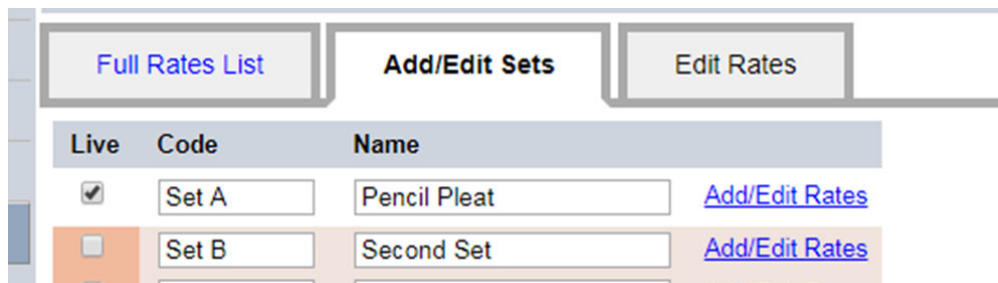 Full Rates List Add/Edit Sets Edit Rates
Live Code Name
Set A Pencil Pleat Add/Edit Rates
Set B Second Set Add/Edit Rates